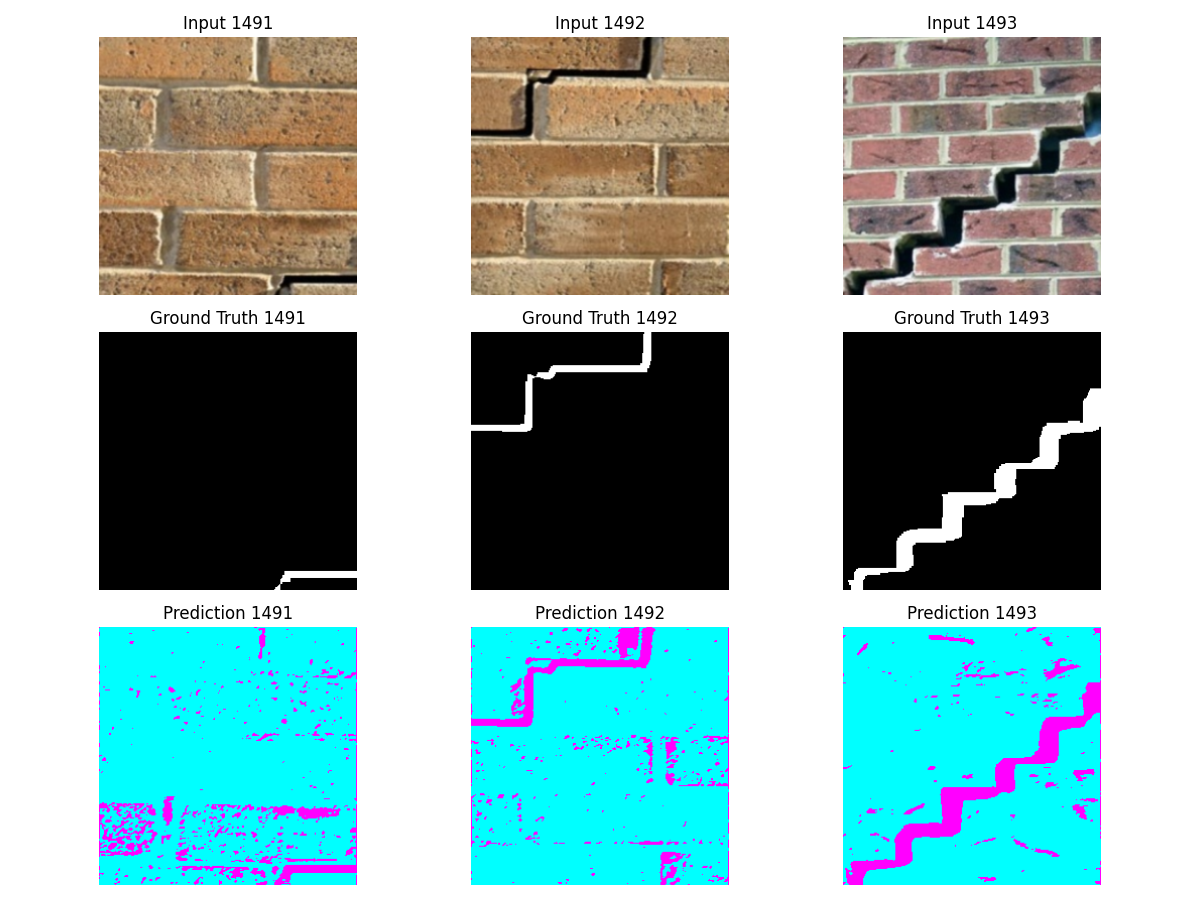 Input 1491
Input 1492
Input 1493
Ground Truth 1491
Ground Truth 1492
Ground Truth 1493
Prediction 1491
Prediction 1492
Prediction 1493